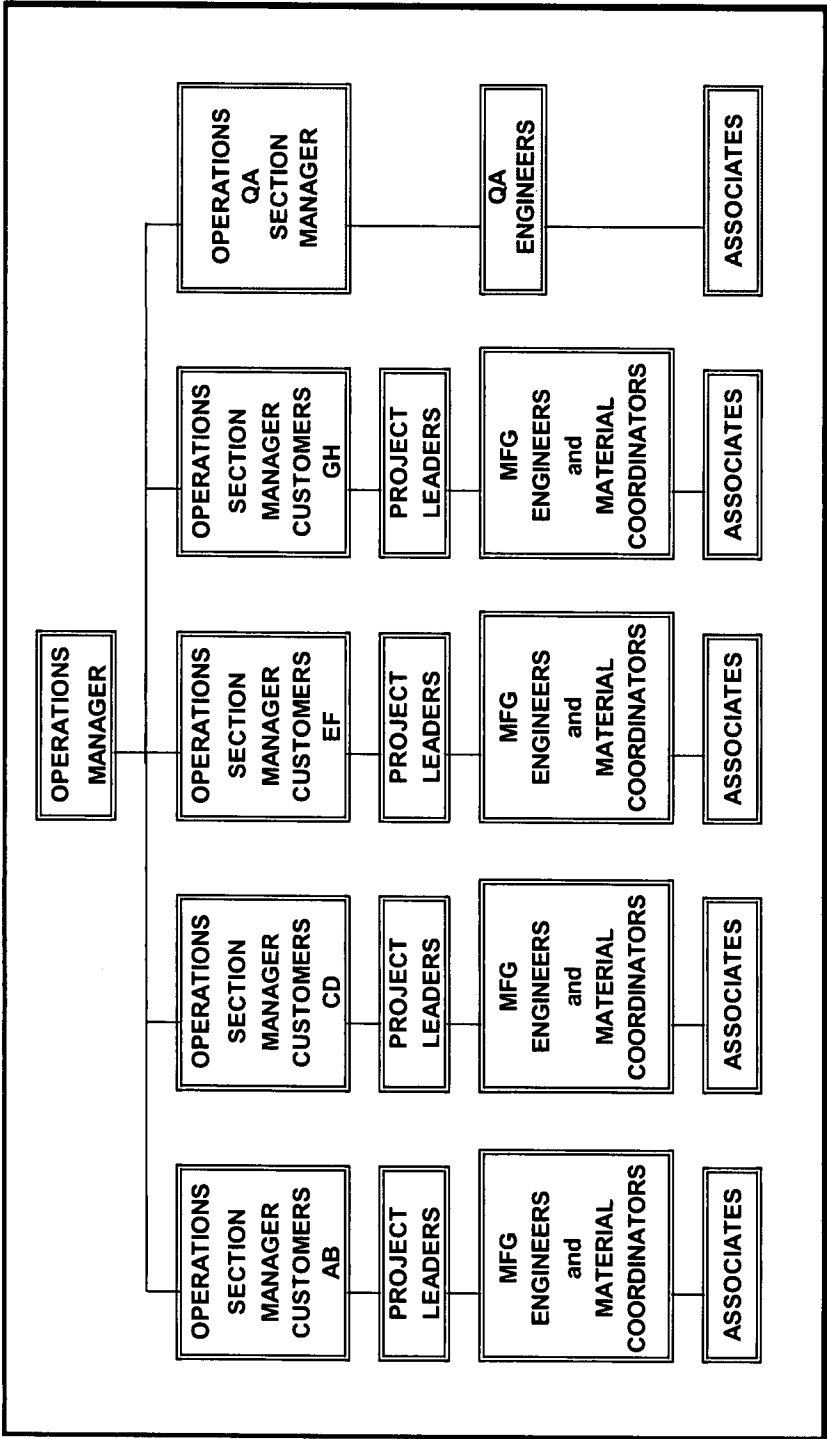 OPERATIONS
MANAGER
OPERATIONS
SECTION
MANAGER
CUSTOMERS
AB
PROJECT
LEADERS
MFG
ENGINEERS
and
MATERIAL
COORDINATORS
ASSOCIATES
OPERATIONS
SECTION
MANAGER
CUSTOMERS
CD
PROJECT
LEADERS
MFG
ENGINEERS
and
MATERIAL
COORDINATORS
ASSOCIATES
OPERATIONS
SECTION
MANAGER
CUSTOMERS
EF
PROJECT
LEADERS
MFG
ENGINEERS
and
MATERIAL
COORDINATORS
ASSOCIATES
OPERATIONS
SECTION
MANAGER
CUSTOMERS
GH
PROJECT
LEADERS
MFG
ENGINEERS
and
MATERIAL
COORDINATORS
ASSOCIATES
OPERATIONS
QA
SECTION
MANAGER
QA
ENGINEERS
ASSOCIATES